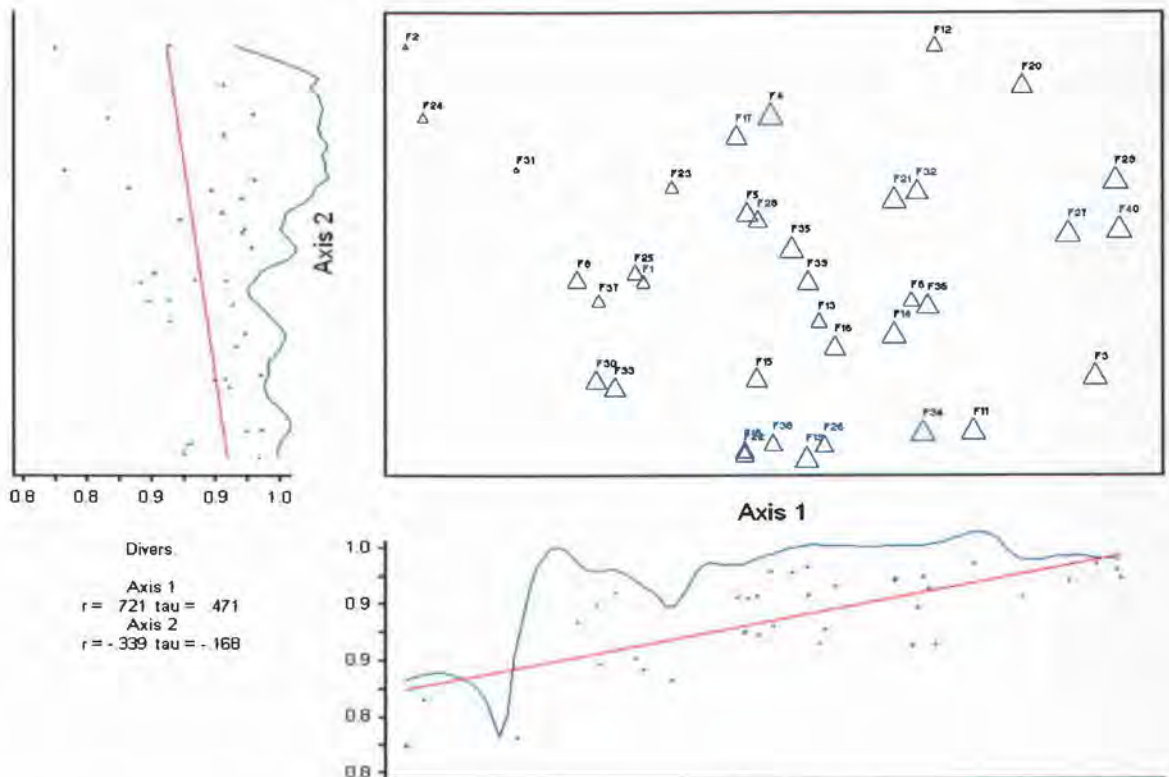 F2
F12
F20
F24
F4
F17
F31
F23
F29
F21
F32
F5
F28
F27
F40
F35
F25
F1
F6
F37
F39
F36
F13
F14
F16
F30
F33
F15
F3
F38
F26
F34
F11
Axis 2
0.8 0.8 0.9 0.9 1.0
Axis 1
Divers.
Axis 1
r = .721 tau = .471
Axis 2
r = -.339 tau = -.168
1.0
0.9
0.9
0.8
0.8